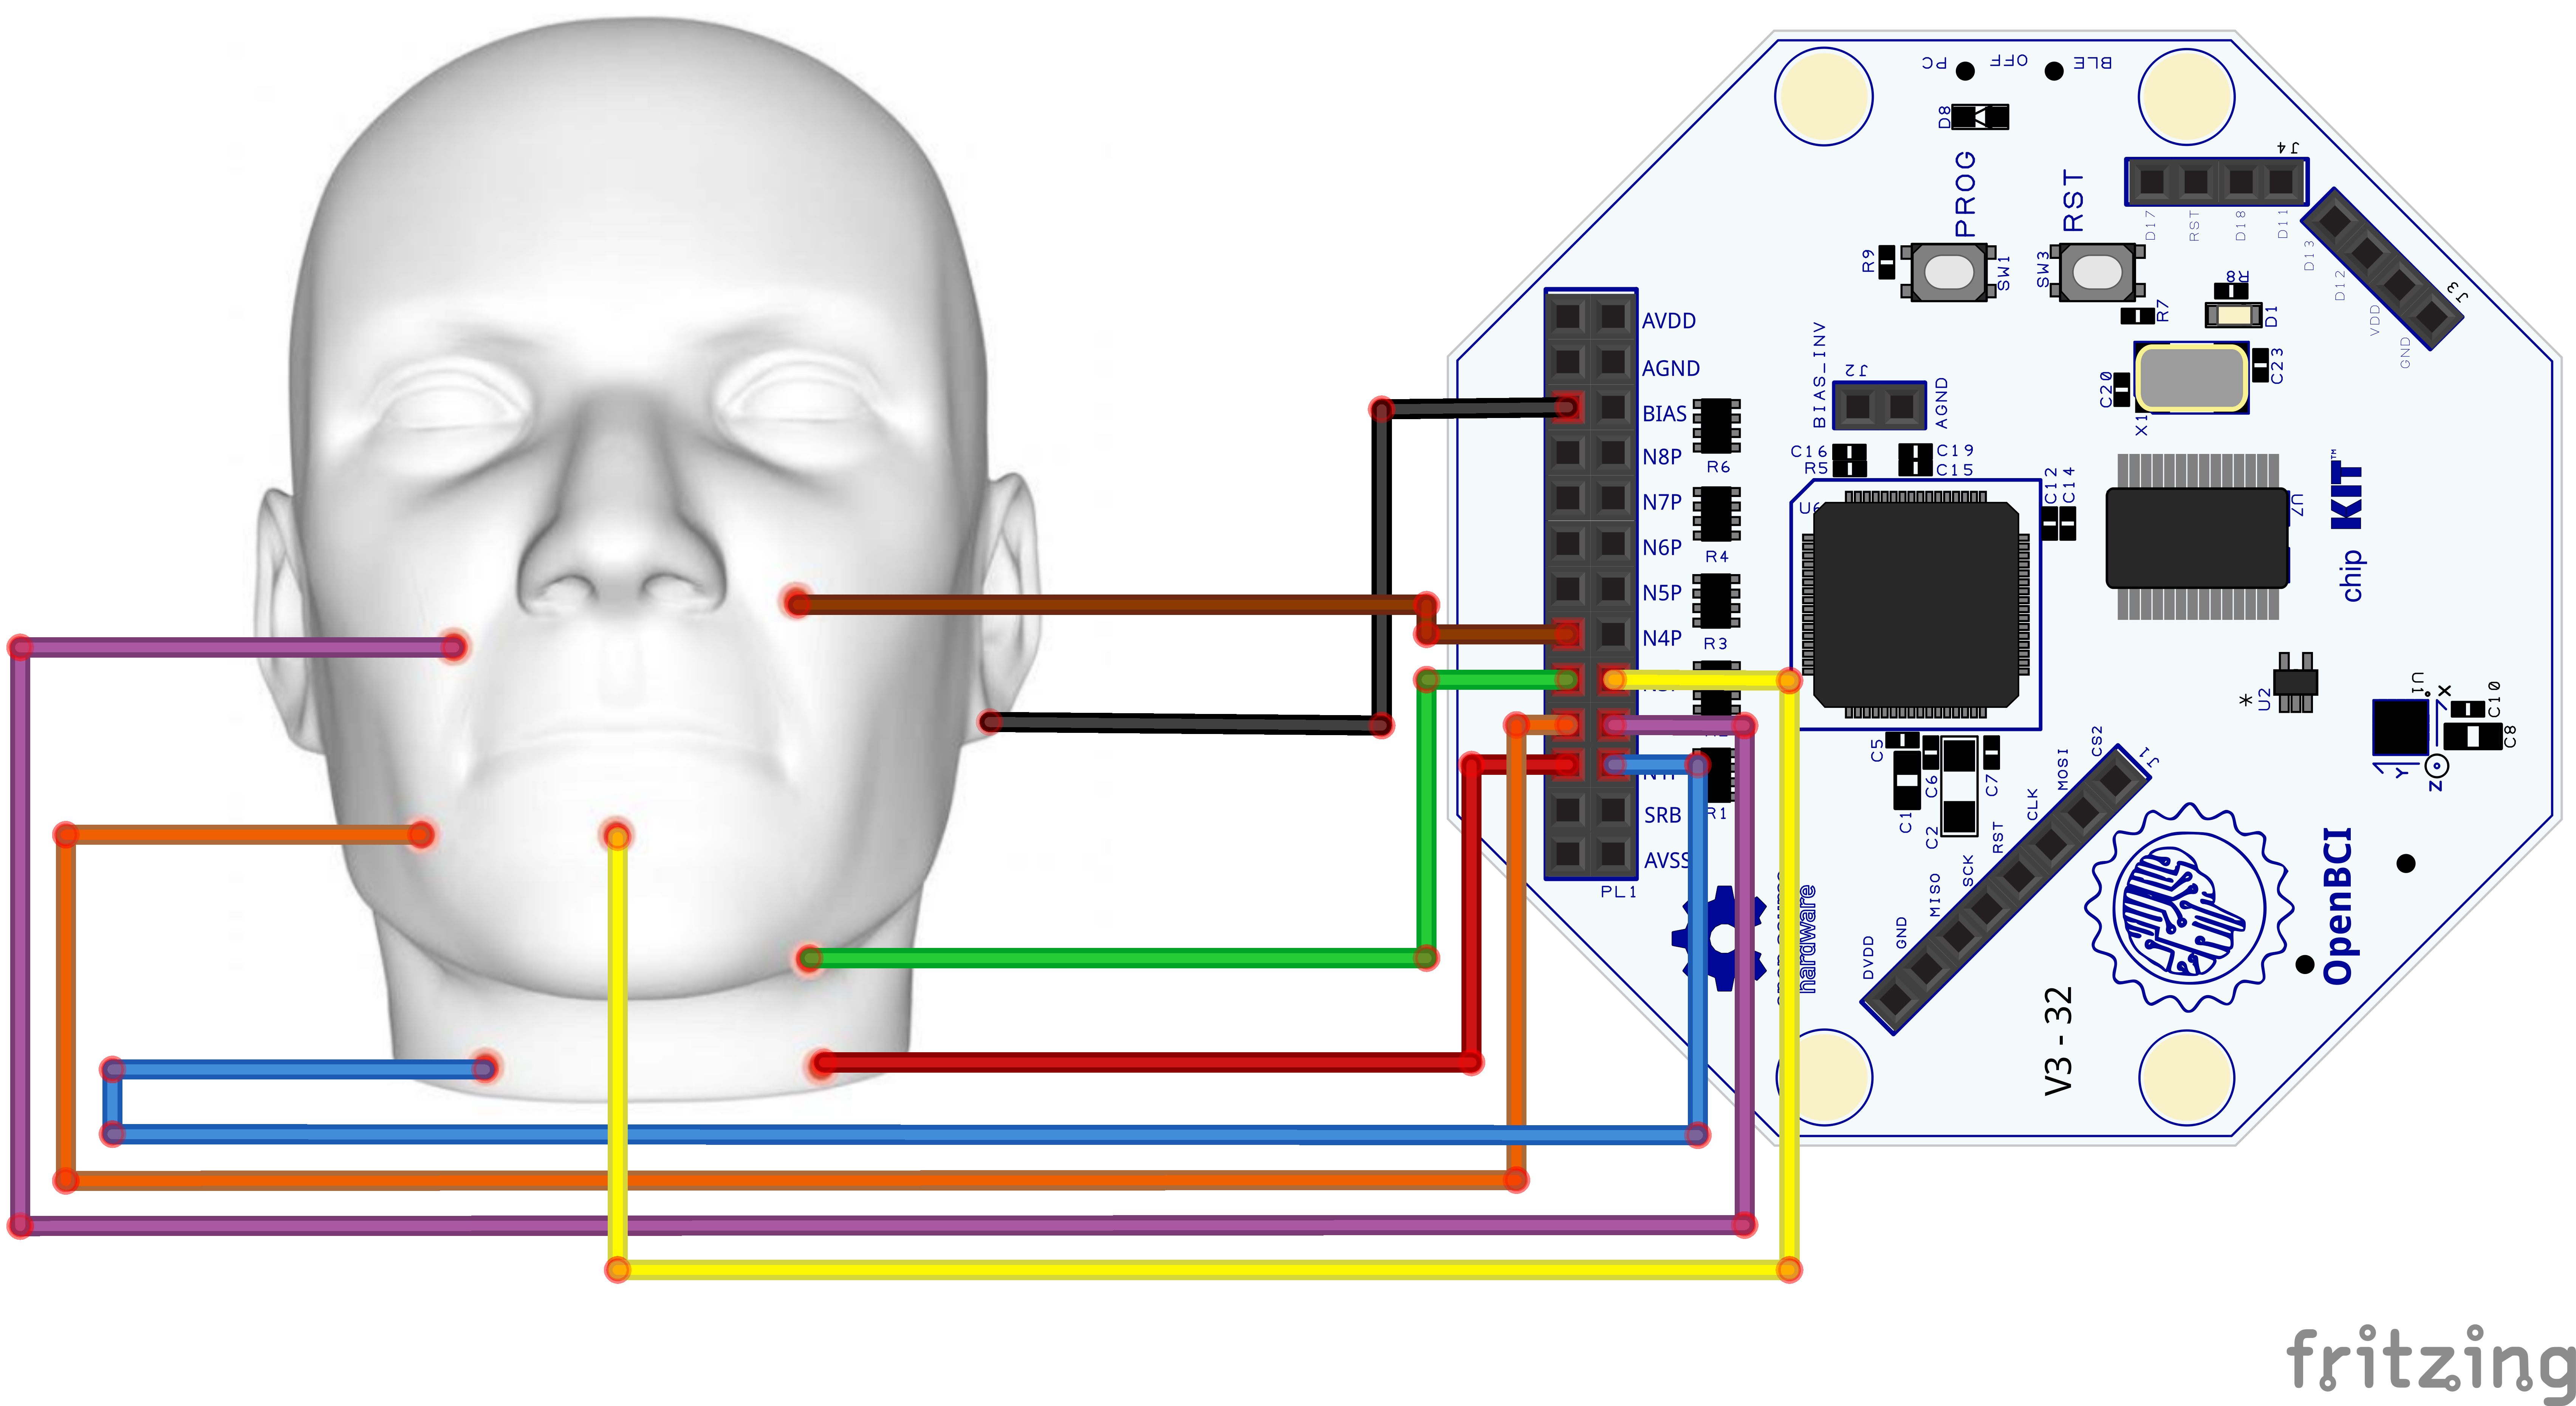 PC
OFF
BLE
D8
PROG
RST
J4
D17
RST
D18
D11
R9
SW1
SW3
R7
R8
D1
D13
D12
VDD
GND
J3
AVDD
AGND
BIAS
N8P
N7P
N6P
N5P
N4P
SRB
AVSS
PL1
R6
R4
R3
R1
BIAS_INV
J2
AGND
C20
C23
X1
C16
R5
C19
C15
C12
C14
U7
chip KIT™
U2
*
U1
X
Y
Z
C10
C8
C5
C1
C6
C2
C7
J1
CS2
MOSI
CLK
RST
SCK
MISO
GND
DVDD
hardware
OpenBCI
V3-32
fritzing